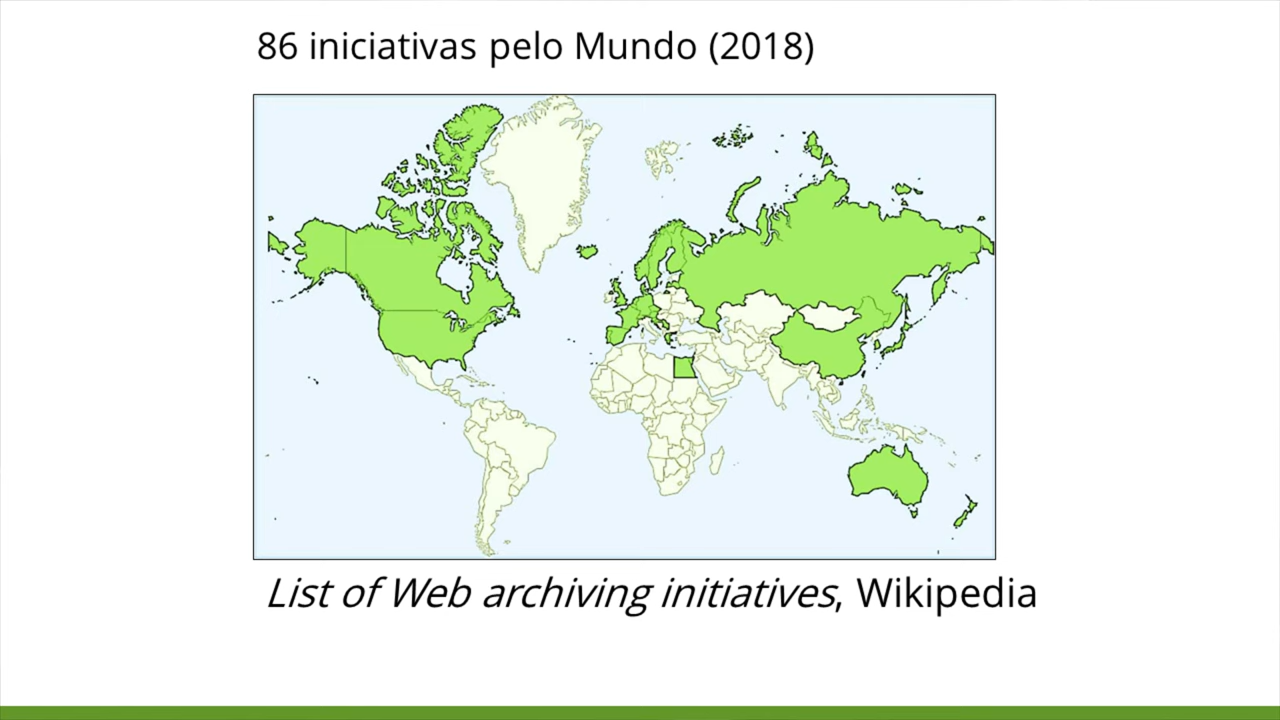 86 iniciativas pelo Mundo (2018)
List of Web archiving initiatives, Wikipedia